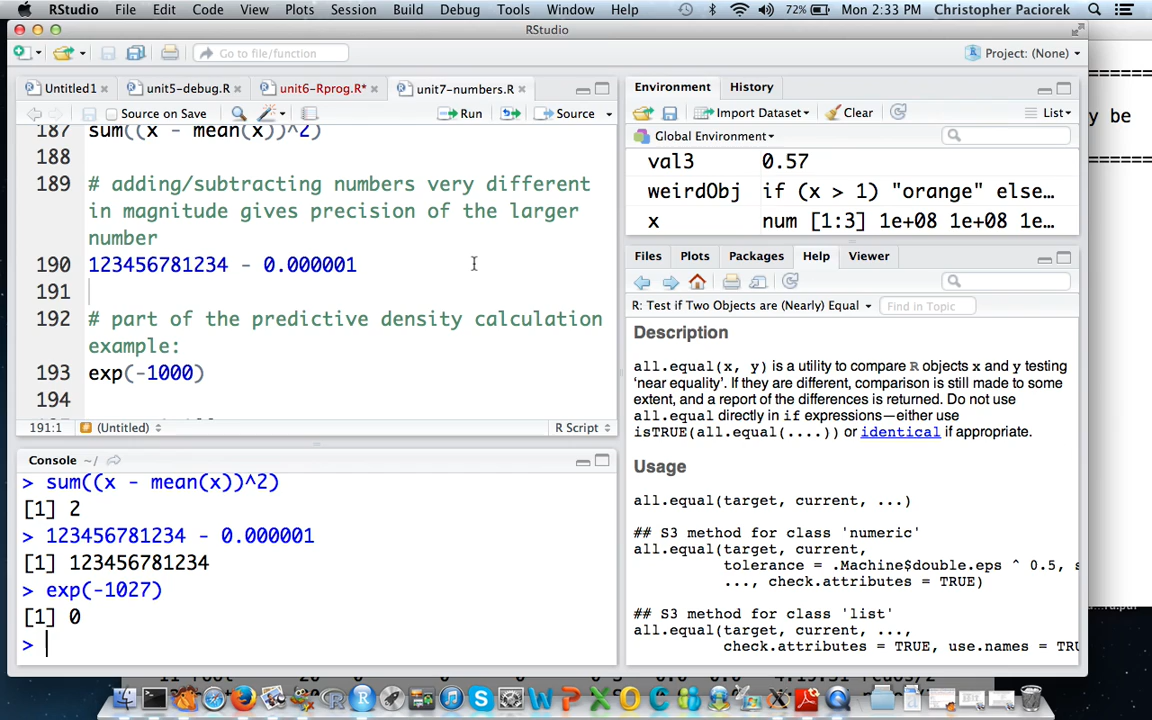 RStudio File Edit Code View Plots Session Build Debug Tools Window Help 72% Mon 2:33 PM Christopher Paciorek
RStudio
Go to file/function
Project: (None)
Untitled1 unit5-debug.R unit6-Rprog.R* unit7-numbers.R
Source on Save Run Source
187 sum((x - mean(x))^2)
188
189 # adding/subtracting numbers very different
in magnitude gives precision of the larger
number
190 123456781234 - 0.000001
191
192 # part of the predictive density calculation
example:
193 exp(-1000)
194
191:1 (Untitled) R Script
Console ~/
> sum((x - mean(x))^2)
[1] 2
> 123456781234 - 0.000001
[1] 123456781234
> exp(-1027)
[1] 0
>
Environment History
Import Dataset Clear List
Global Environment
val3 0.57
weirdObj if (x > 1) "orange" else…
x num [1:3] 1e+08 1e+08 1e…
Files Plots Packages Help Viewer
R: Test if Two Objects are (Nearly) Equal Find in Topic
Description
all.equal(x, y) is a utility to compare R objects x and y testing
‘near equality’. If they are different, comparison is still made to some
extent, and a report of the differences is returned. Do not use
all.equal directly in if expressions—either use
isTRUE(all.equal(....)) or identical if appropriate.
Usage
all.equal(target, current, ...)
## S3 method for class 'numeric'
all.equal(target, current,
tolerance = .Machine$double.eps ^ 0.5, s
..., check.attributes = TRUE)
## S3 method for class 'list'
all.equal(target, current, ...,
check.attributes = TRUE, use.names = TRU
y be